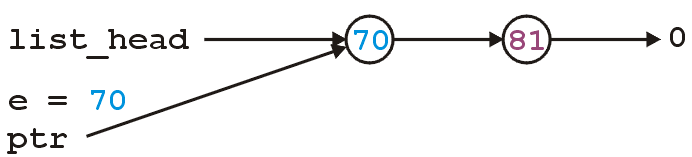 list_head 70 81 0
e = 70
ptr